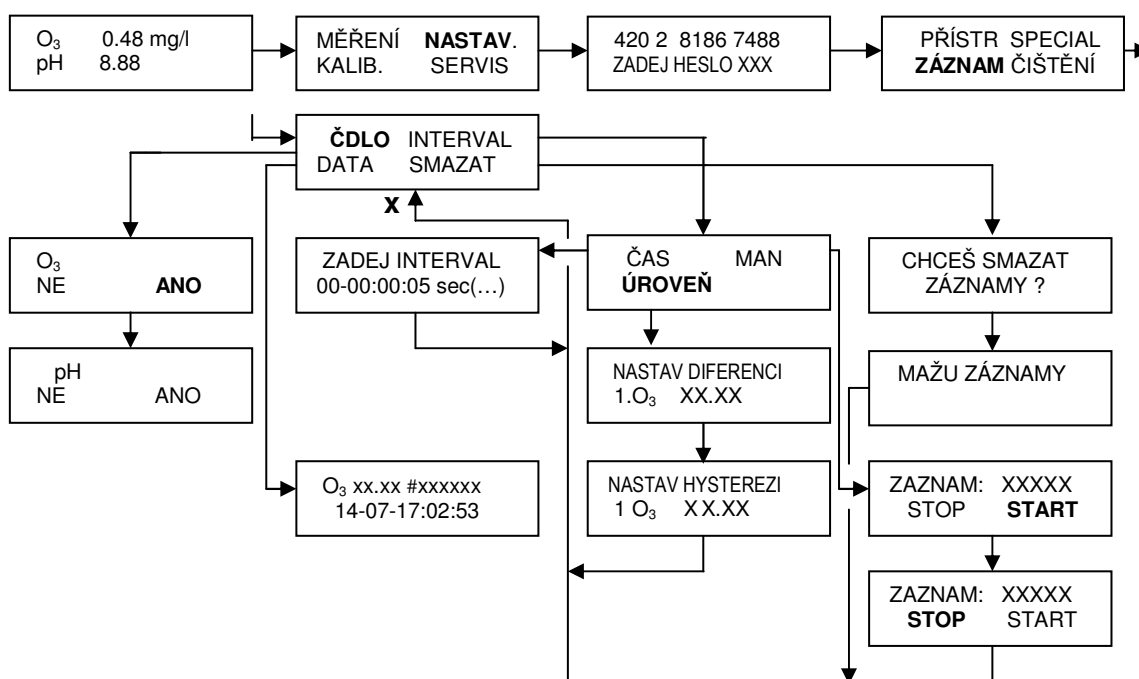 O₃ 0.48 mg/l
pH 8.88
MĚŘENÍ NASTAV.
KALIB. SERVIS
420 2 8186 7488
ZADEJ HESLO XXX
PŘÍSTR SPECIAL
ZÁZNAM ČIŠTĚNÍ
ČDLO INTERVAL
DATA SMAZAT
X
O₃
NE ANO
ZADEJ INTERVAL
00-00:00:05 sec(...)
ČAS MAN
ÚROVEŇ
CHCEŠ SMAZAT
ZÁZNAMY ?
pH
NE ANO
NASTAV DIFERENCI
1.O₃ XX.XX
MAŽU ZÁZNAMY
O₃ xx.xx #xxxxxx
14-07-17:02:53
NASTAV HYSTEREZI
1 O₃ XX.XX
ZAZNAM: XXXXX
STOP START
ZAZNAM: XXXXX
STOP START